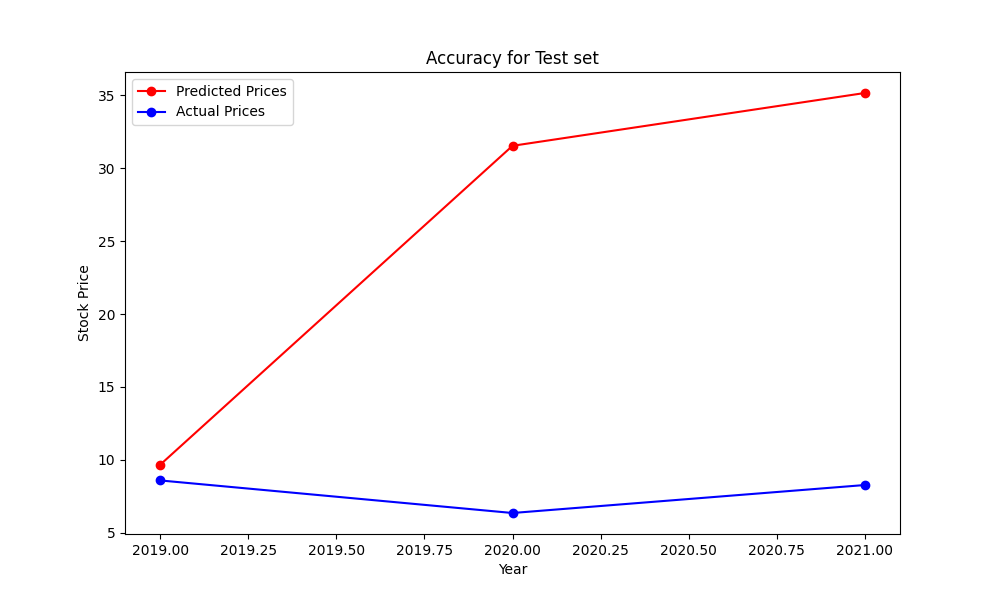 Accuracy for Test set
Predicted Prices
Actual Prices
35
30
25
20
15
10
5
Stock Price
2019.00 2019.25 2019.50 2019.75 2020.00 2020.25 2020.50 2020.75 2021.00
Year